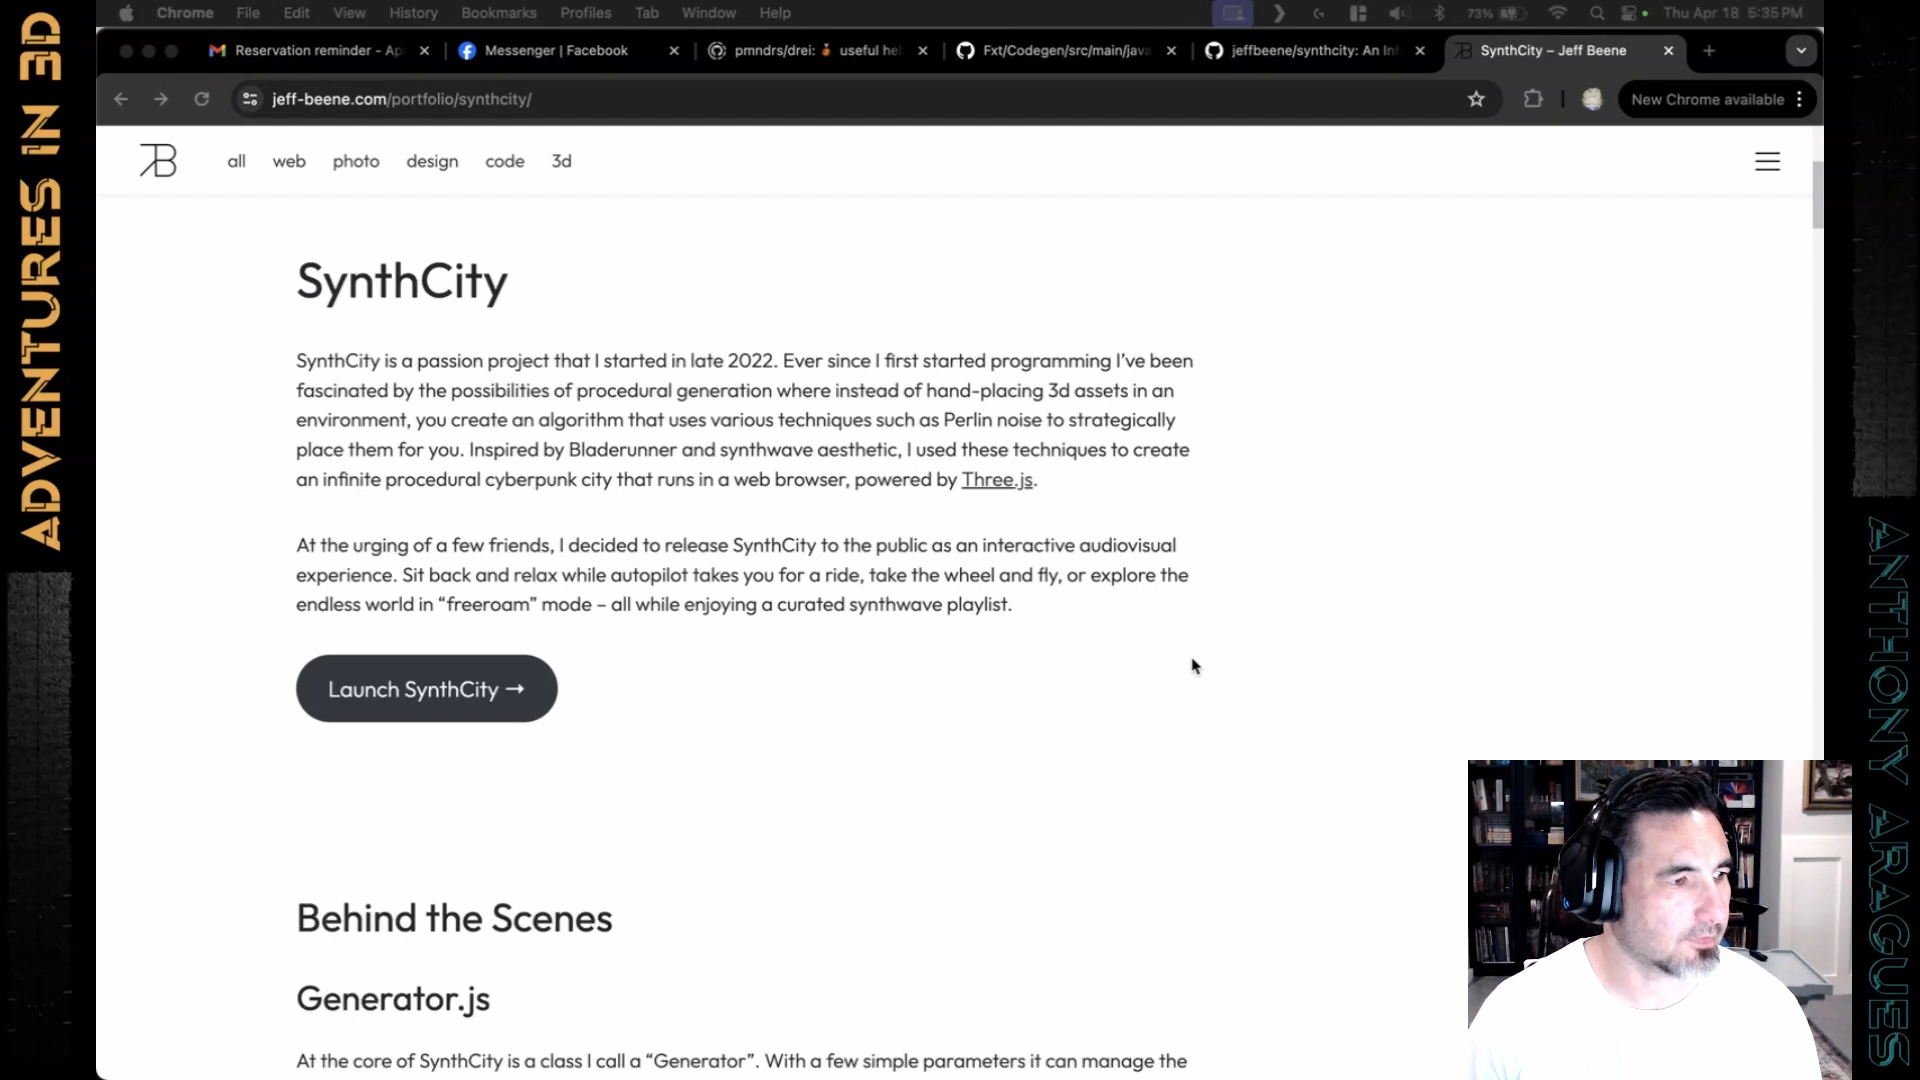 Chrome File Edit View History Bookmarks Profiles Tab Window Help 73% Thu Apr 18 5:35 PM
Reservation reminder - Ap
Messenger | Facebook
pmndrs/drei: useful hel
Fxt/Codegen/src/main/java
jeffbeene/synthcity: An Inf
SynthCity – Jeff Beene
jeff-beene.com/portfolio/synthcity/
New Chrome available
all web photo design code 3d
SynthCity
SynthCity is a passion project that I started in late 2022. Ever since I first started programming I've been
fascinated by the possibilities of procedural generation where instead of hand-placing 3d assets in an
environment, you create an algorithm that uses various techniques such as Perlin noise to strategically
place them for you. Inspired by Bladerunner and synthwave aesthetic, I used these techniques to create
an infinite procedural cyberpunk city that runs in a web browser, powered by Three.js.
At the urging of a few friends, I decided to release SynthCity to the public as an interactive audiovisual
experience. Sit back and relax while autopilot takes you for a ride, take the wheel and fly, or explore the
endless world in “freeroam” mode – all while enjoying a curated synthwave playlist.
Launch SynthCity →
Behind the Scenes
Generator.js
At the core of SynthCity is a class I call a “Generator”. With a few simple parameters it can manage the
ADVENTURES IN 3D
ANTHONY ARAGUES